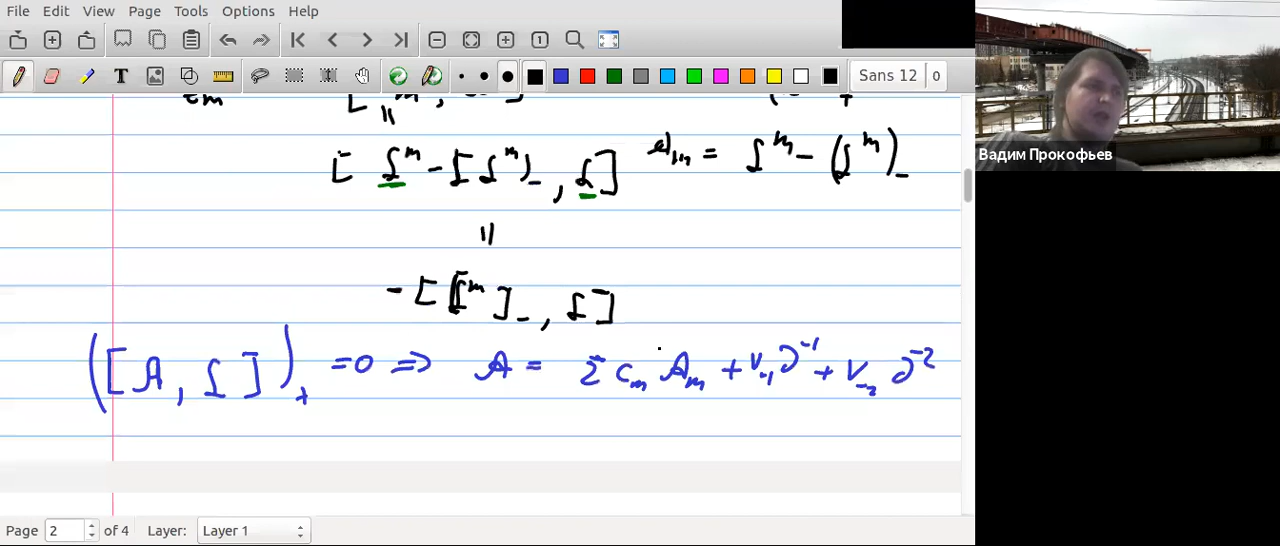 File Edit View Page Tools Options Help
Sans 12 0
[ L^m - [ L^m )_- , L ] A_m = L^m - (L^m)_-
||
- [ [L^m ]_- , L ]
( [ A , L ] )_+ = 0 => A = Σ c_m A_m + V_{-1} ∂^{-1} + V_{-2} ∂^{-2}
Page 2 of 4 Layer: Layer 1
Вадим Прокофьев